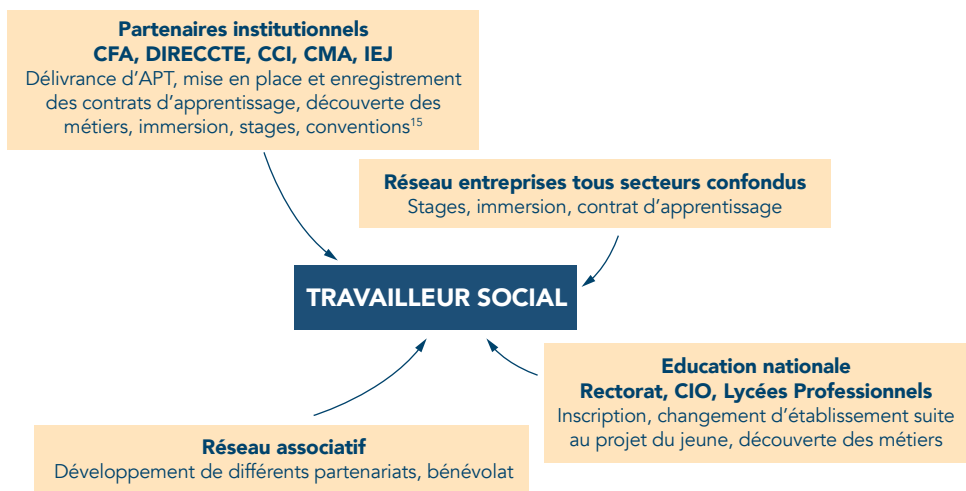 Partenaires institutionnels
CFA, DIRECCTE, CCI, CMA, IEJ
Délivrance d’APT, mise en place et enregistrement
des contrats d’apprentissage, découverte des
métiers, immersion, stages, conventions¹⁵
Réseau entreprises tous secteurs confondus
Stages, immersion, contrat d’apprentissage
TRAVAILLEUR SOCIAL
Education nationale
Rectorat, CIO, Lycées Professionnels
Inscription, changement d’établissement suite
au projet du jeune, découverte des métiers
Réseau associatif
Développement de différents partenariats, bénévolat